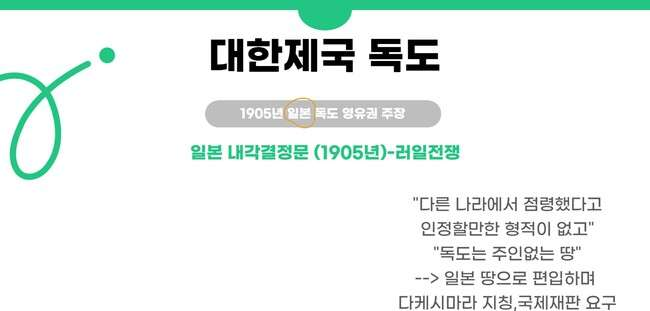 대한제국 독도
1905년 일본 독도 영유권 주장
일본 내각결정문 (1905년)-러일전쟁
"다른 나라에서 점령했다고
인정할만한 형적이 없고"
"독도는 주인없는 땅"
--> 일본 땅으로 편입하며
다케시마라 지칭,국제재판 요구